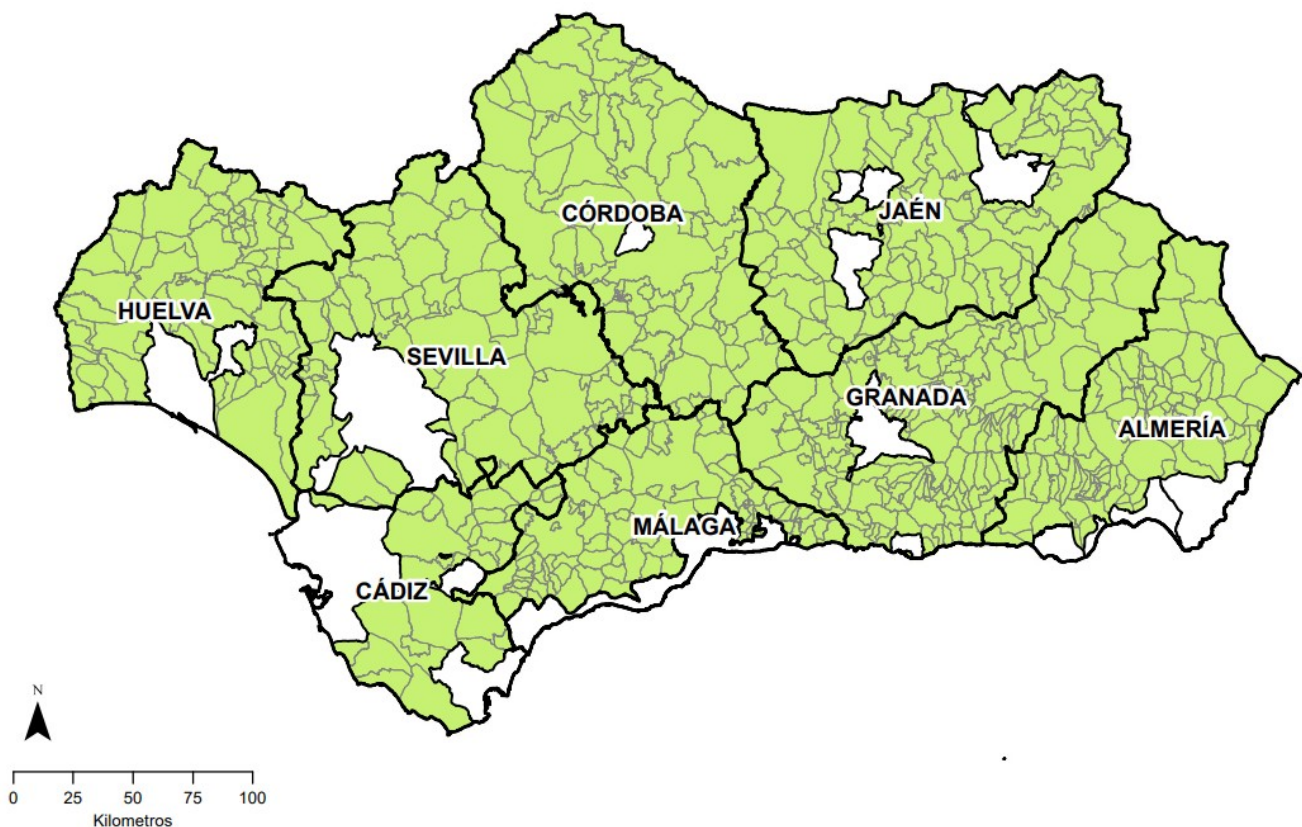 CÓRDOBA
JAÉN
HUELVA
SEVILLA
GRANADA
ALMERÍA
MÁLAGA
CÁDIZ
N
0 25 50 75 100
Kilometros